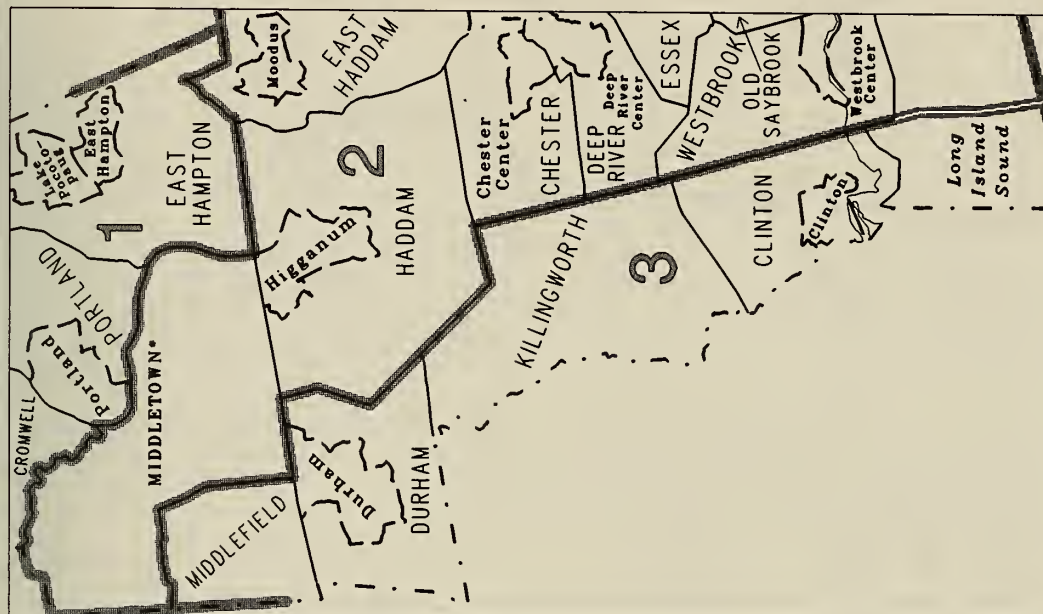 CROMWELL
Portland
PORTLAND
Lake
Pocoto-
paug
East
Hampton
1
EAST
HAMPTON
MIDDLETOWN*
Moodus
EAST
HADDAM
2
Higganum
HADDAM
MIDDLEFIELD
Durham
DURHAM
Chester
Center
CHESTER
DEEP
RIVER
Deep
River
Center
ESSEX
KILLINGWORTH
3
WESTBROOK
OLD
SAYBROOK
Westbrook
Center
CLINTON
Clinton
Long
Island
Sound